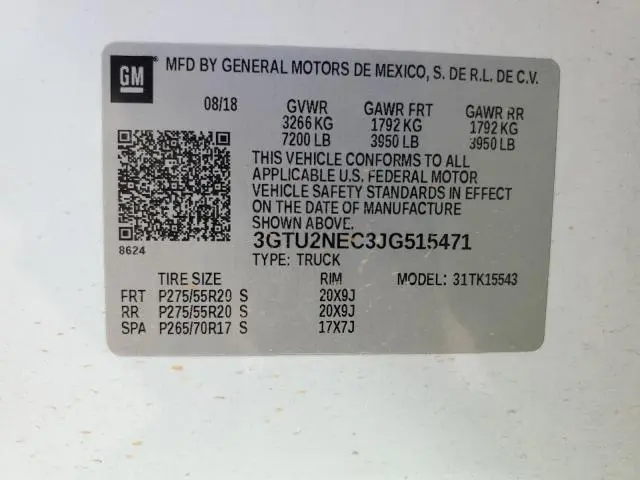 GM MFD BY GENERAL MOTORS DE MEXICO, S. DE R.L. DE C.V.
08/18 GVWR GAWR FRT GAWR RR
3266 KG 1792 KG 1792 KG
7200 LB 3950 LB 3950 LB
THIS VEHICLE CONFORMS TO ALL
APPLICABLE U.S. FEDERAL MOTOR
VEHICLE SAFETY STANDARDS IN EFFECT
ON THE DATE OF MANUFACTURE
SHOWN ABOVE.
8624 3GTU2NEC3JG515471
TYPE: TRUCK
TIRE SIZE RIM MODEL: 31TK15543
FRT P275/55R20 S 20X9J
RR P275/55R20 S 20X9J
SPA P265/70R17 S 17X7J